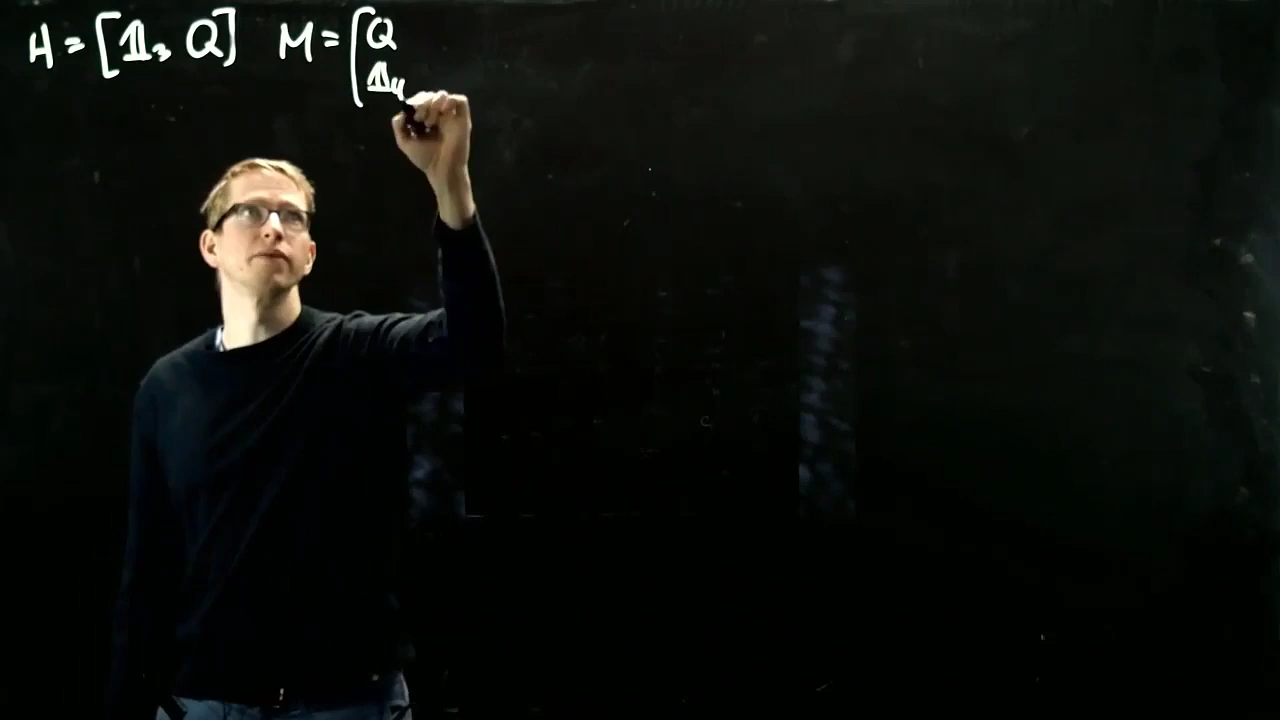 H = [𝟙₃ Q] M = [Q
𝟙₄